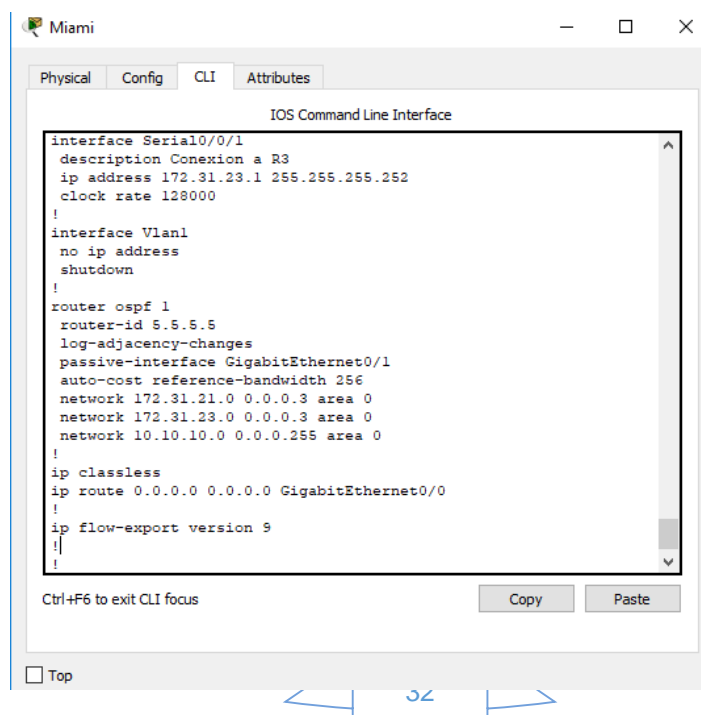 Miami
Physical Config CLI Attributes
IOS Command Line Interface
interface Serial0/0/1
description Conexion a R3
ip address 172.31.23.1 255.255.255.252
clock rate 128000
!
interface Vlan1
no ip address
shutdown
!
router ospf 1
router-id 5.5.5.5
log-adjacency-changes
passive-interface GigabitEthernet0/1
auto-cost reference-bandwidth 256
network 172.31.21.0 0.0.0.3 area 0
network 172.31.23.0 0.0.0.3 area 0
network 10.10.10.0 0.0.0.255 area 0
!
ip classless
ip route 0.0.0.0 0.0.0.0 GigabitEthernet0/0
!
ip flow-export version 9
!
!
Ctrl+F6 to exit CLI focus Copy Paste
Top
32